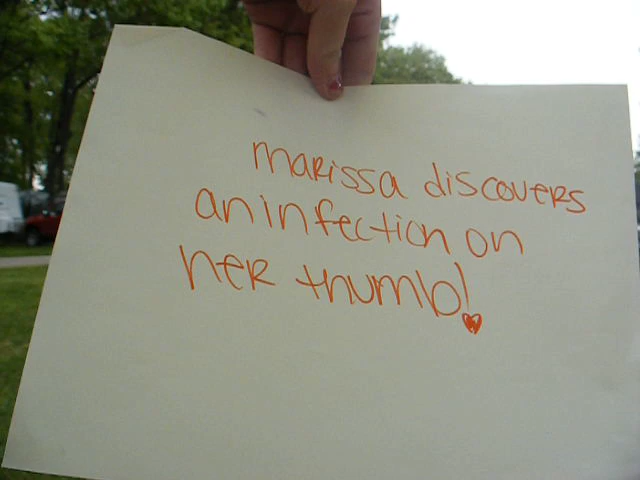 marissa discovers
an infection on
her thumb!